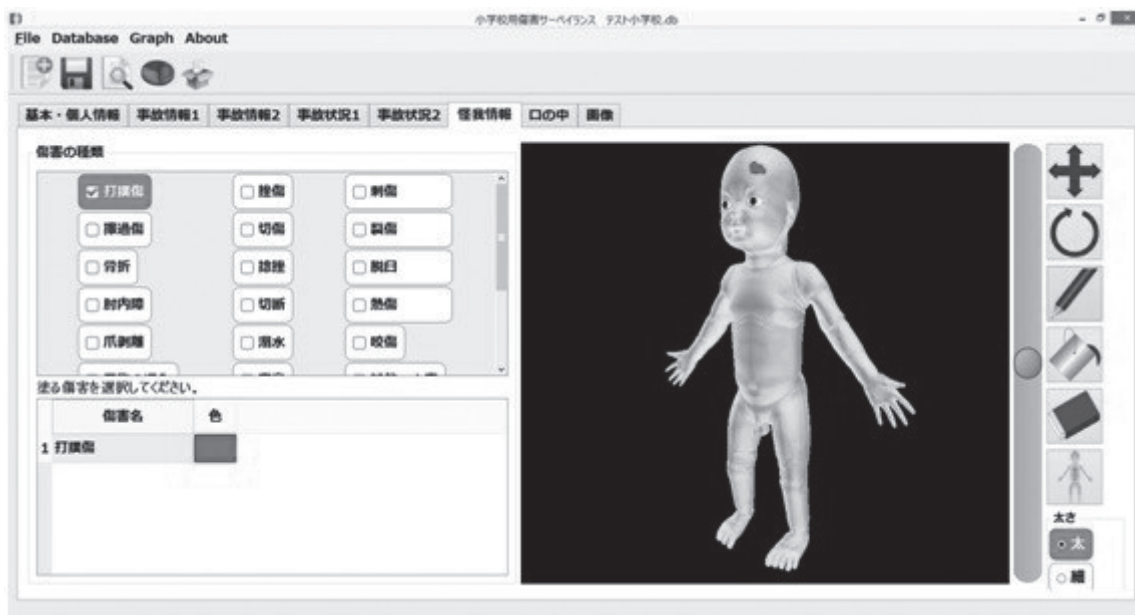 小学校用傷害サーベイランス テスト小学校.db
File Database Graph About
基本・個人情報 事故情報1 事故情報2 事故状況1 事故状況2 怪我情報 口の中 画像
傷害の種類
打撲傷 挫傷 刺傷
擦過傷 切傷 裂傷
骨折 捻挫 脱臼
肘内障 切断 熱傷
爪剥離 溺水 咬傷
塗る傷害を選択してください。
傷害名 色
1 打撲傷
太さ
太
細